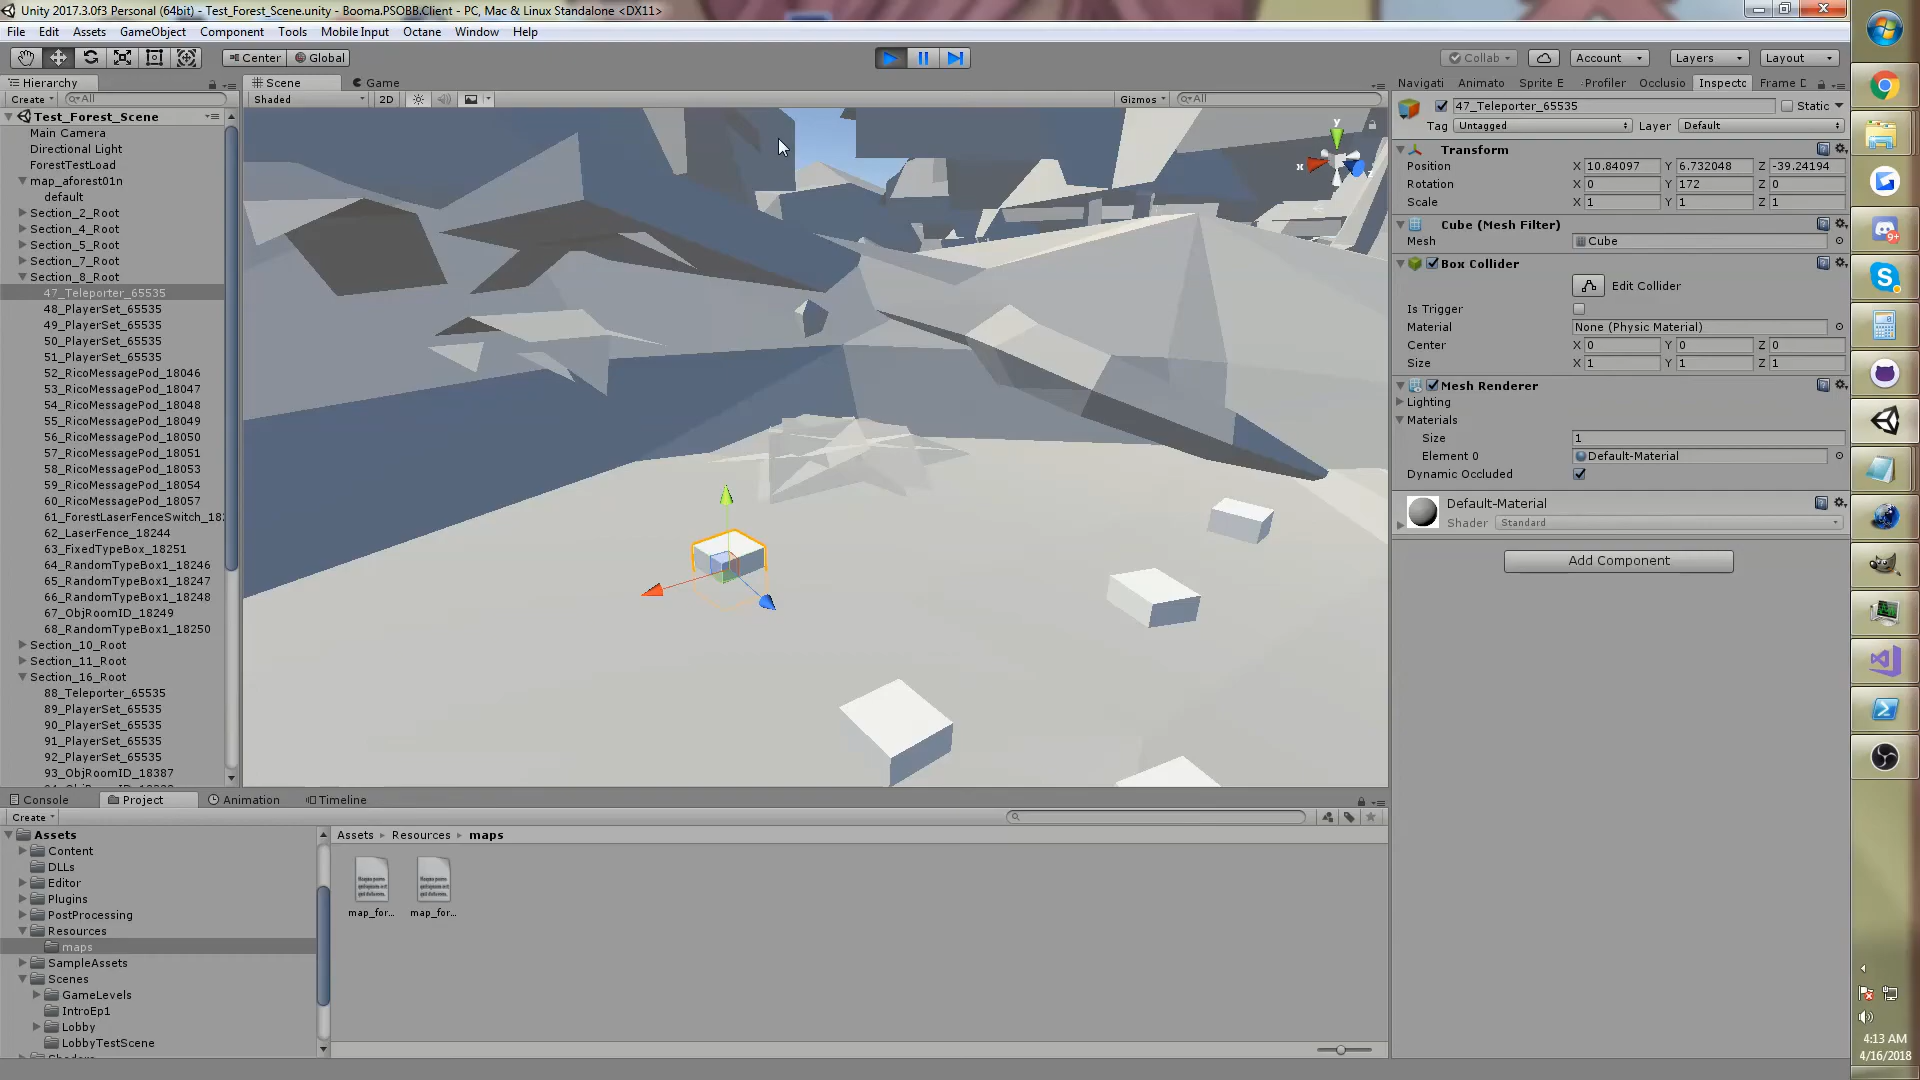 Unity 2017.3.0f3 Personal (64bit) - Test_Forest_Scene.unity - Booma.PSOBB.Client - PC, Mac & Linux Standalone <DX11>
File Edit Assets GameObject Component Tools Mobile Input Octane Window Help
Center Global Collab Account Layers Layout
Hierarchy
Create All
Test_Forest_Scene
Main Camera
Directional Light
ForestTestLoad
map_aforest01n
default
Section_2_Root
Section_4_Root
Section_5_Root
Section_7_Root
Section_8_Root
47_Teleporter_65535
48_PlayerSet_65535
49_PlayerSet_65535
50_PlayerSet_65535
51_PlayerSet_65535
52_RicoMessagePod_18046
53_RicoMessagePod_18047
54_RicoMessagePod_18048
55_RicoMessagePod_18049
56_RicoMessagePod_18050
57_RicoMessagePod_18051
58_RicoMessagePod_18053
59_RicoMessagePod_18054
60_RicoMessagePod_18057
61_ForestLaserFenceSwitch_18
62_LaserFence_18244
63_FixedTypeBox_18251
64_RandomTypeBox1_18246
65_RandomTypeBox1_18247
66_RandomTypeBox1_18248
67_ObjRoomID_18249
68_RandomTypeBox1_18250
Section_10_Root
Section_11_Root
Section_16_Root
88_Teleporter_65535
89_PlayerSet_65535
90_PlayerSet_65535
91_PlayerSet_65535
92_PlayerSet_65535
93_ObjRoomID_18387
Scene Game
Shaded 2D Gizmos All
y
x
Navigati Animato Sprite E Profiler Occlusio Inspectc Frame D
47_Teleporter_65535 Static
Tag Untagged Layer Default
Transform
Position X 10.84097 Y 6.732048 Z -39.24194
Rotation X 0 Y 172 Z 0
Scale X 1 Y 1 Z 1
Cube (Mesh Filter)
Mesh Cube
Box Collider
Edit Collider
Is Trigger
Material None (Physic Material)
Center X 0 Y 0 Z 0
Size X 1 Y 1 Z 1
Mesh Renderer
Lighting
Materials
Size 1
Element 0 Default-Material
Dynamic Occluded
Default-Material
Shader Standard
Add Component
Console Project Animation Timeline
Create
Assets
Content
DLLs
Editor
Plugins
PostProcessing
Resources
maps
SampleAssets
Scenes
GameLevels
IntroEp1
Lobby
LobbyTestScene
Assets Resources maps
map_for... map_for...
9+
4:13 AM
4/16/2018